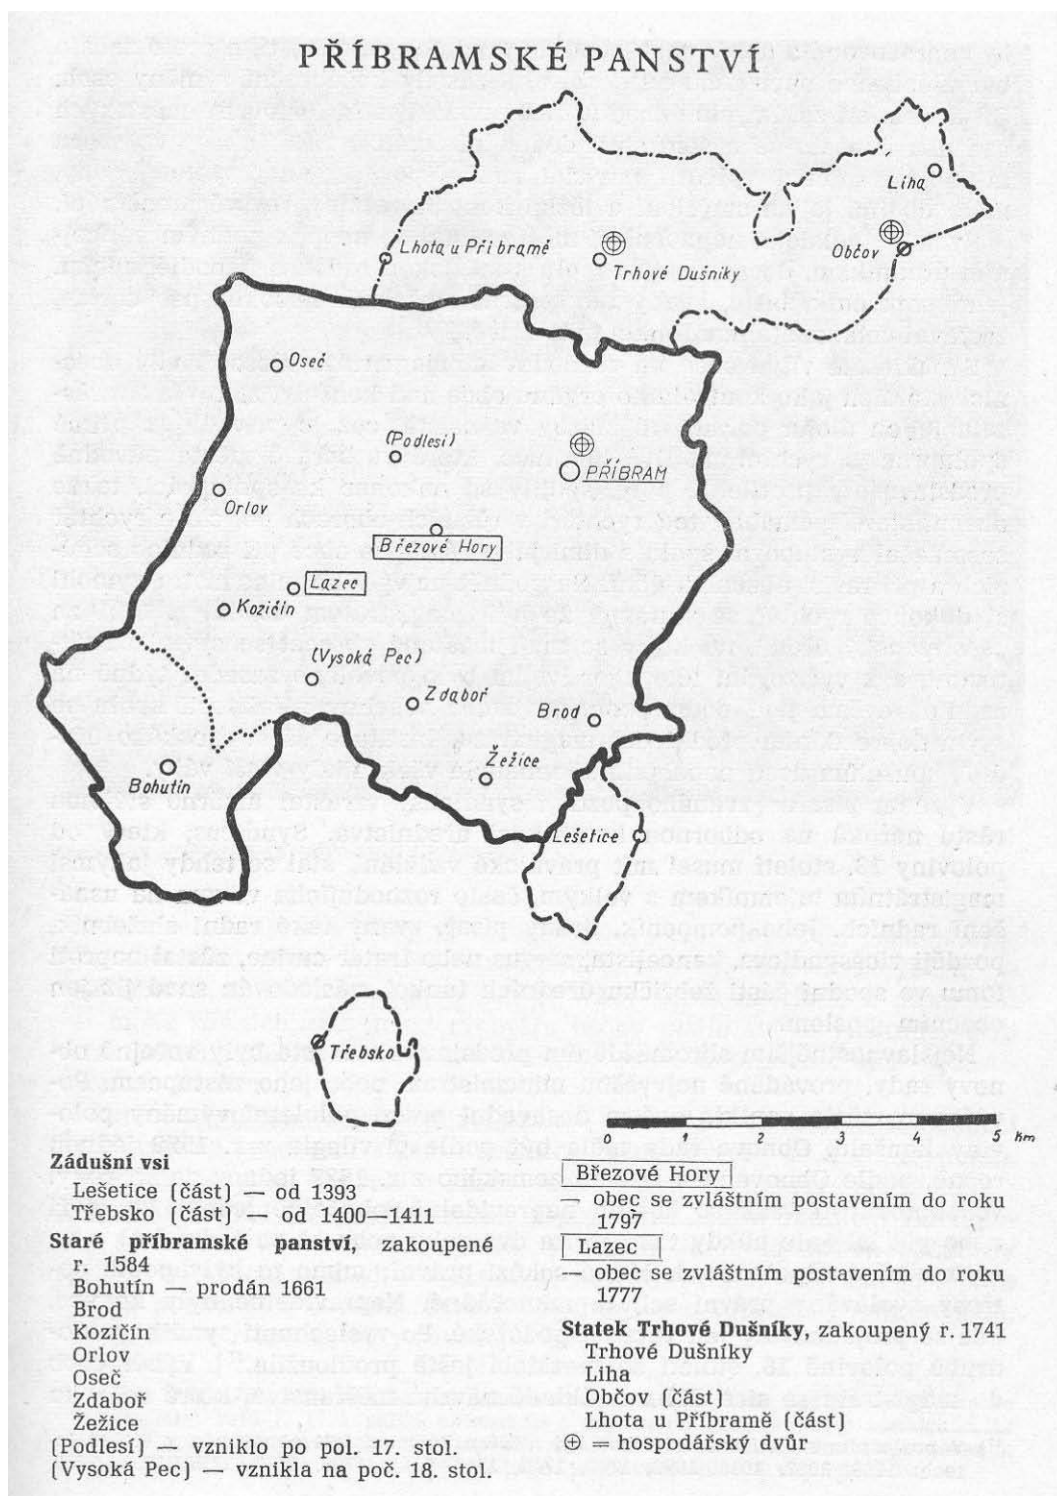 PŘÍBRAMSKÉ PANSTVÍ
Liha
Lhota u Příbramě
Trhové Dušníky
Občov
Oseč
(Podlesí)
PŘÍBRAM
Orlov
Březové Hory
Lazec
Kozičín
(Vysoká Pec)
Zdaboř
Brod
Žežice
Bohutín
Lešetice
Třebsko
0 1 2 3 4 5 km
Zádušní vsi
Lešetice (část) — od 1393
Třebsko (část) — od 1400—1411
Staré příbramské panství, zakoupené
r. 1584
Bohutín — prodán 1661
Brod
Kozičín
Orlov
Oseč
Zdaboř
Žežice
(Podlesí) — vzniklo po pol. 17. stol.
(Vysoká Pec) — vznikla na poč. 18. stol.
Březové Hory
— obec se zvláštním postavením do roku
1797
Lazec
— obec se zvláštním postavením do roku
1777
Statek Trhové Dušníky, zakoupený r. 1741
Trhové Dušníky
Liha
Občov (část)
Lhota u Příbramě (část)
⊕ = hospodářský dvůr